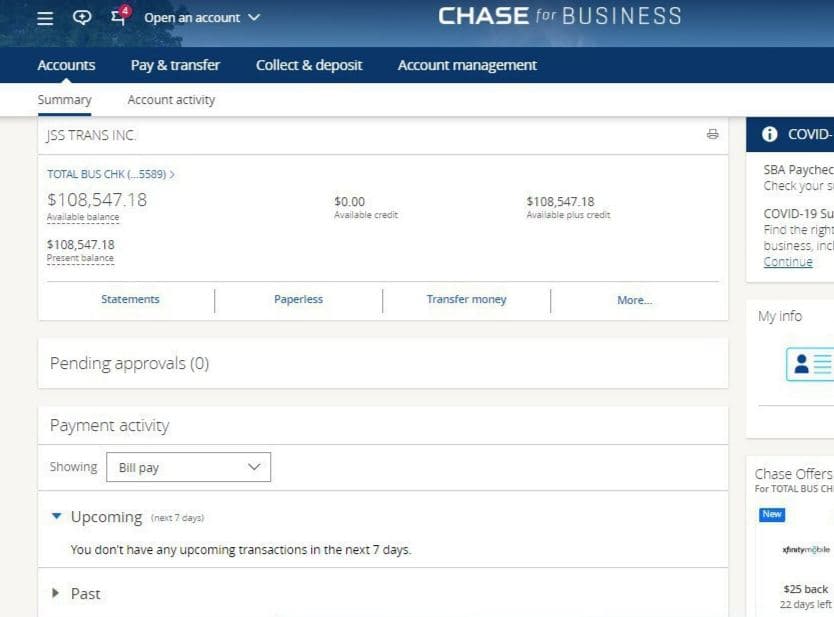 4
Open an account
CHASE for BUSINESS
Accounts
Pay & transfer
Collect & deposit
Account management
Summary
Account activity
JSS TRANS INC.
TOTAL BUS CHK (...5589) >
$108,547.18
Available balance
$0.00
Available credit
$108,547.18
Available plus credit
$108,547.18
Present balance
Statements
Paperless
Transfer money
More...
Pending approvals (0)
Payment activity
Showing
Bill pay
Upcoming (next 7 days)
You don't have any upcoming transactions in the next 7 days.
Past
COVID-
SBA Paychec
Check your s
COVID-19 Su
Find the right
business, incl
Continue
My info
Chase Offers
For TOTAL BUS CH
New
xfinity mobile
$25 back
22 days left